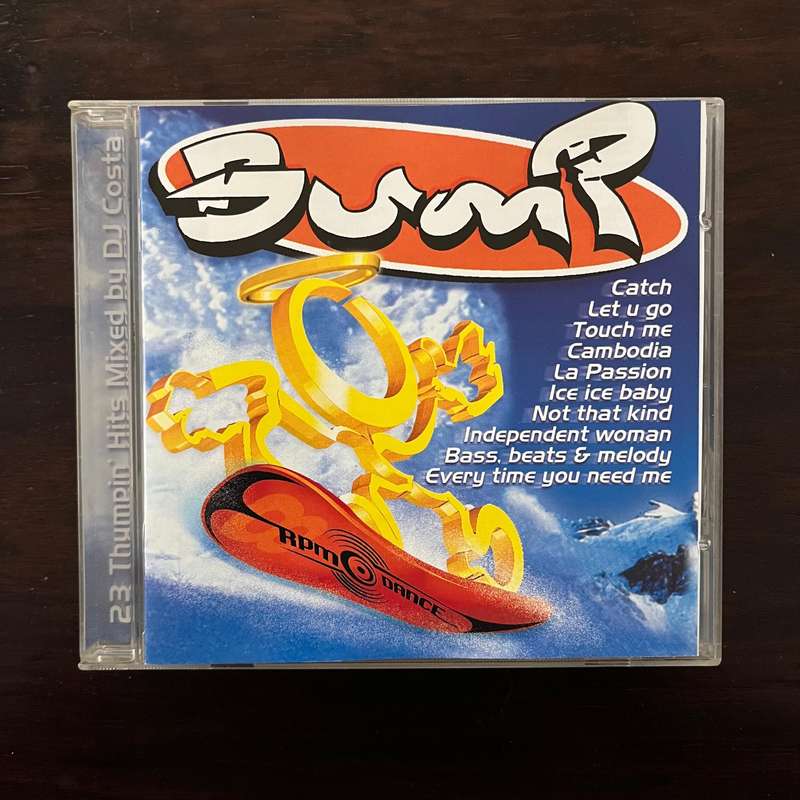 23 Thumpin' Hits Mixed by DJ Costa
Bump
Catch
Let u go
Touch me
Cambodia
La Passion
Ice ice baby
Not that kind
Independent woman
Bass, beats & melody
Every time you need me
RPM DANCE